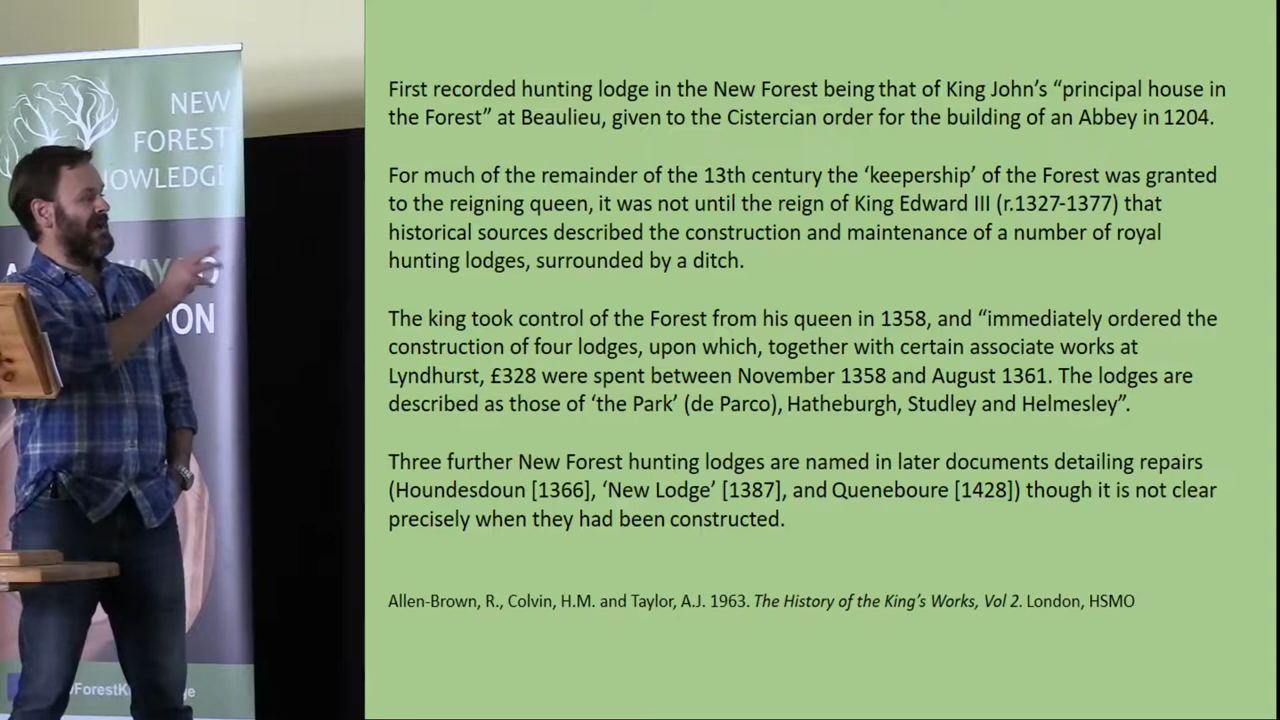 NEW
FOREST
NOWLEDGE
ON
ForestK
ge
First recorded hunting lodge in the New Forest being that of King John’s “principal house in
the Forest” at Beaulieu, given to the Cistercian order for the building of an Abbey in 1204.
For much of the remainder of the 13th century the ‘keepership’ of the Forest was granted
to the reigning queen, it was not until the reign of King Edward III (r.1327-1377) that
historical sources described the construction and maintenance of a number of royal
hunting lodges, surrounded by a ditch.
The king took control of the Forest from his queen in 1358, and “immediately ordered the
construction of four lodges, upon which, together with certain associate works at
Lyndhurst, £328 were spent between November 1358 and August 1361. The lodges are
described as those of ‘the Park’ (de Parco), Hatheburgh, Studley and Helmesley”.
Three further New Forest hunting lodges are named in later documents detailing repairs
(Houndesdoun [1366], ‘New Lodge’ [1387], and Queneboure [1428]) though it is not clear
precisely when they had been constructed.
Allen-Brown, R., Colvin, H.M. and Taylor, A.J. 1963. The History of the King’s Works, Vol 2. London, HSMO